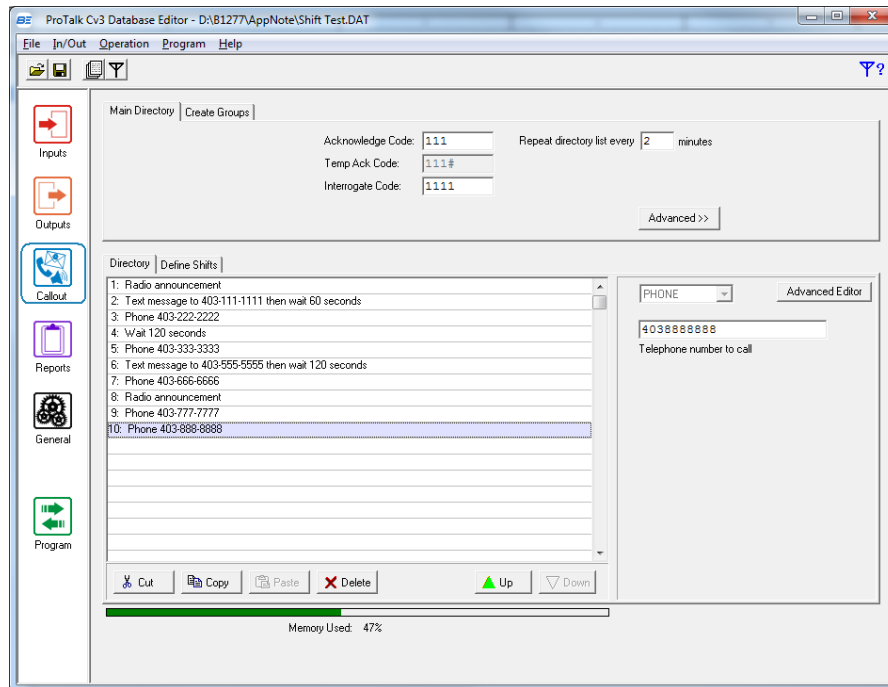 BE ProTalk Cv3 Database Editor - D:\B1277\AppNote\Shift Test.DAT
File In/Out Operation Program Help
?
Inputs
Outputs
Callout
Reports
General
Program
Main Directory Create Groups
Acknowledge Code: 111 Repeat directory list every 2 minutes
Temp Ack Code: 111#
Interrogate Code: 1111
Advanced >>
Directory Define Shifts
1: Radio announcement
2: Text message to 403-111-1111 then wait 60 seconds
3: Phone 403-222-2222
4: Wait 120 seconds
5: Phone 403-333-3333
6: Text message to 403-555-5555 then wait 120 seconds
7: Phone 403-666-6666
8: Radio announcement
9: Phone 403-777-7777
10: Phone 403-888-8888
Cut Copy Paste Delete Up Down
PHONE Advanced Editor
4038888888
Telephone number to call
Memory Used: 47%